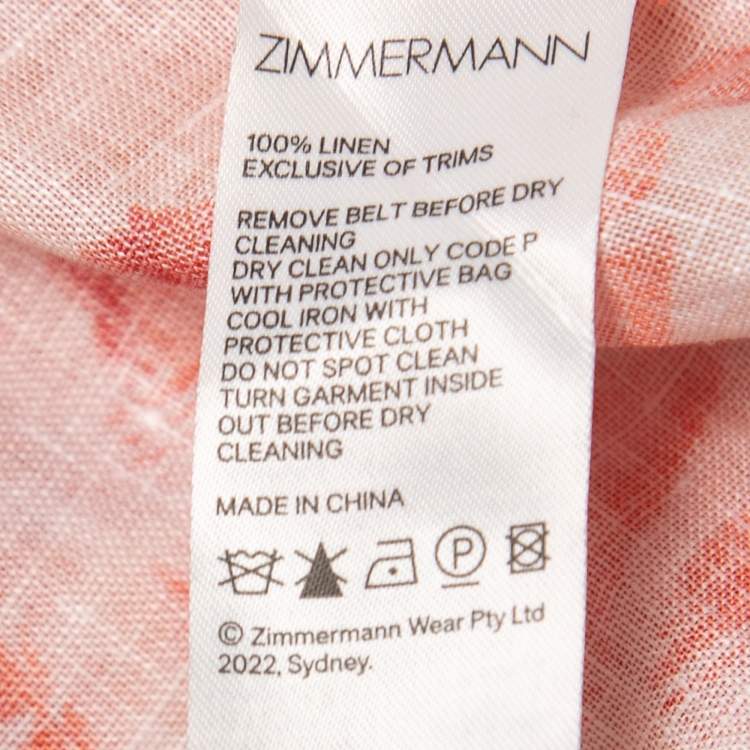 ZIMMERMANN
100% LINEN
EXCLUSIVE OF TRIMS
REMOVE BELT BEFORE DRY
CLEANING
DRY CLEAN ONLY CODE P
WITH PROTECTIVE BAG
COOL IRON WITH
PROTECTIVE CLOTH
DO NOT SPOT CLEAN
TURN GARMENT INSIDE
OUT BEFORE DRY
CLEANING
MADE IN CHINA
P
© Zimmermann Wear Pty Ltd
2022, Sydney.